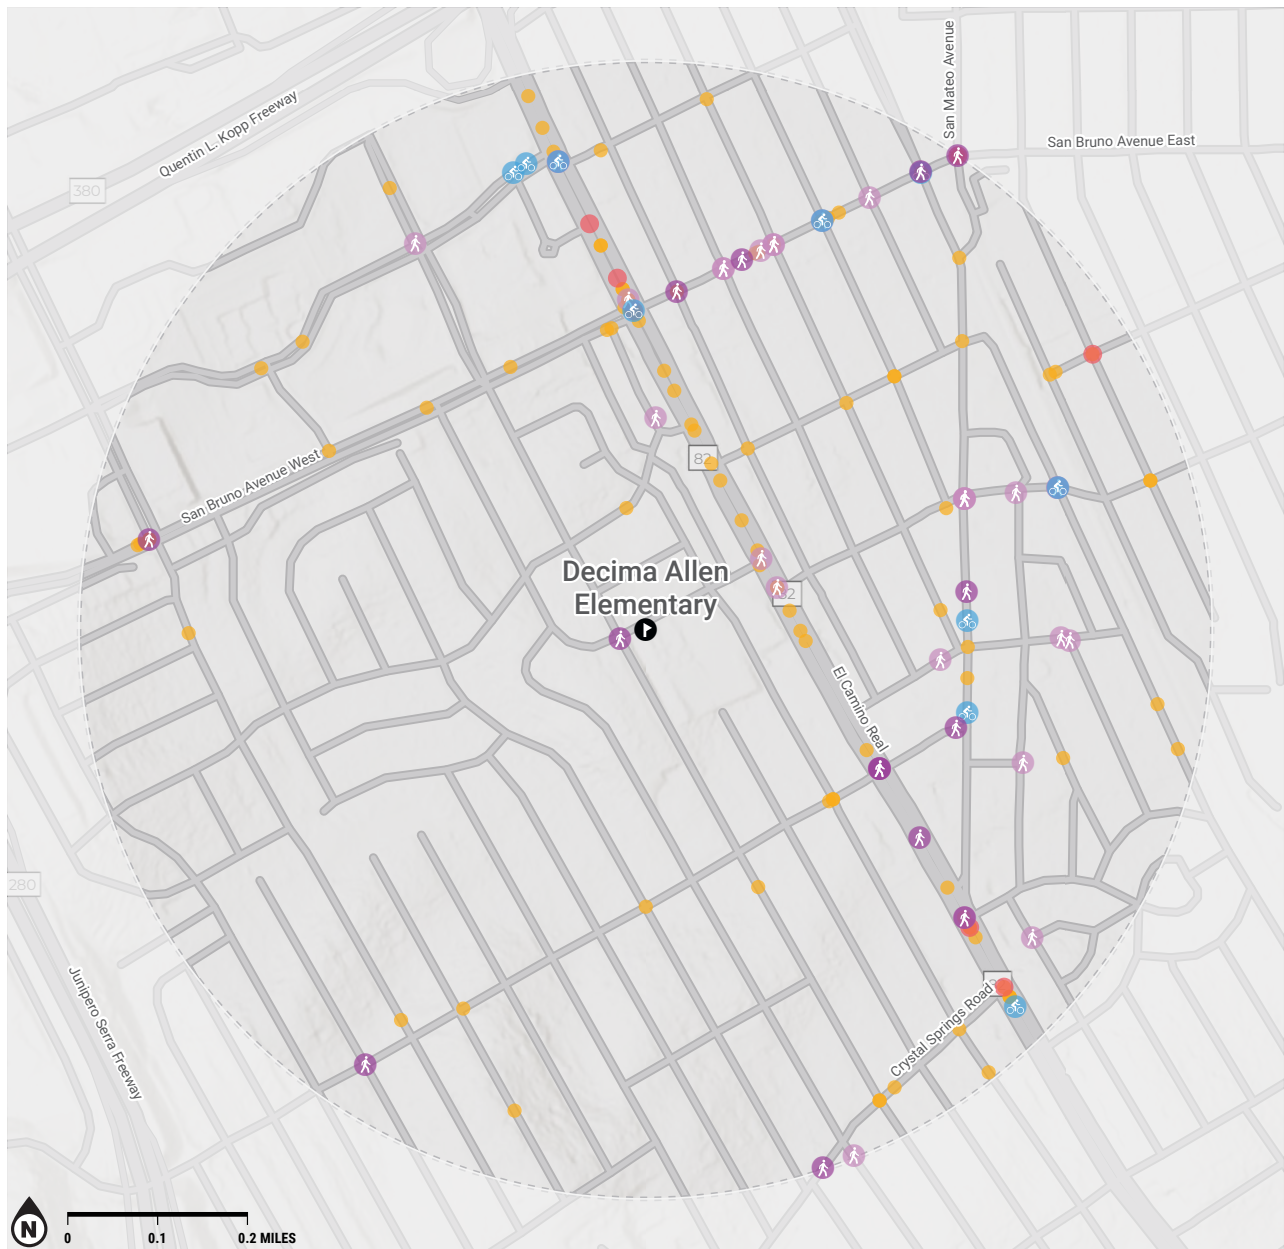 San Mateo Avenue
Quentin L. Kopp Freeway
San Bruno Avenue East
380
82
San Bruno Avenue West
Decima Allen
Elementary
El Camino Real
280
Junipero Serra Freeway
Crystal Springs Road
N
0
0.1
0.2 MILES